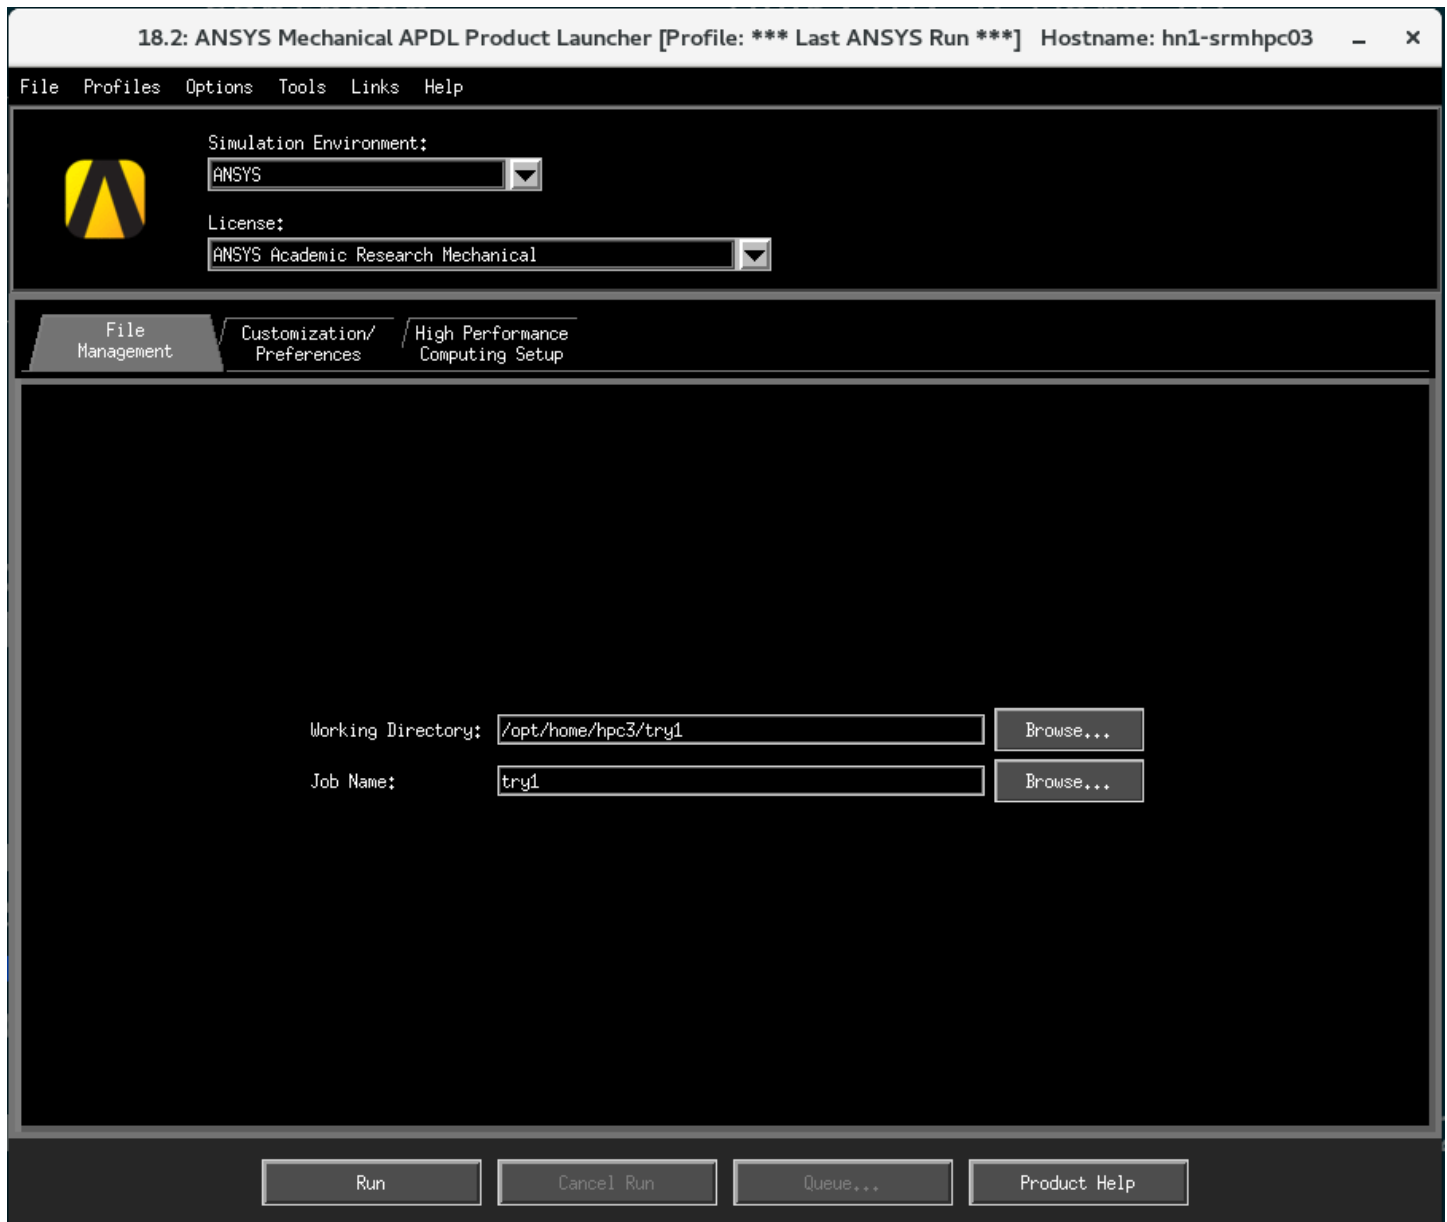 18.2: ANSYS Mechanical APDL Product Launcher [Profile: *** Last ANSYS Run ***]   Hostname: hn1-srmhpc03
File Profiles Options Tools Links Help
Simulation Environment:
ANSYS
License:
ANSYS Academic Research Mechanical
File
Management
Customization/
Preferences
High Performance
Computing Setup
Working Directory: /opt/home/hpc3/try1 Browse...
Job Name: try1 Browse...
Run Cancel Run Queue... Product Help